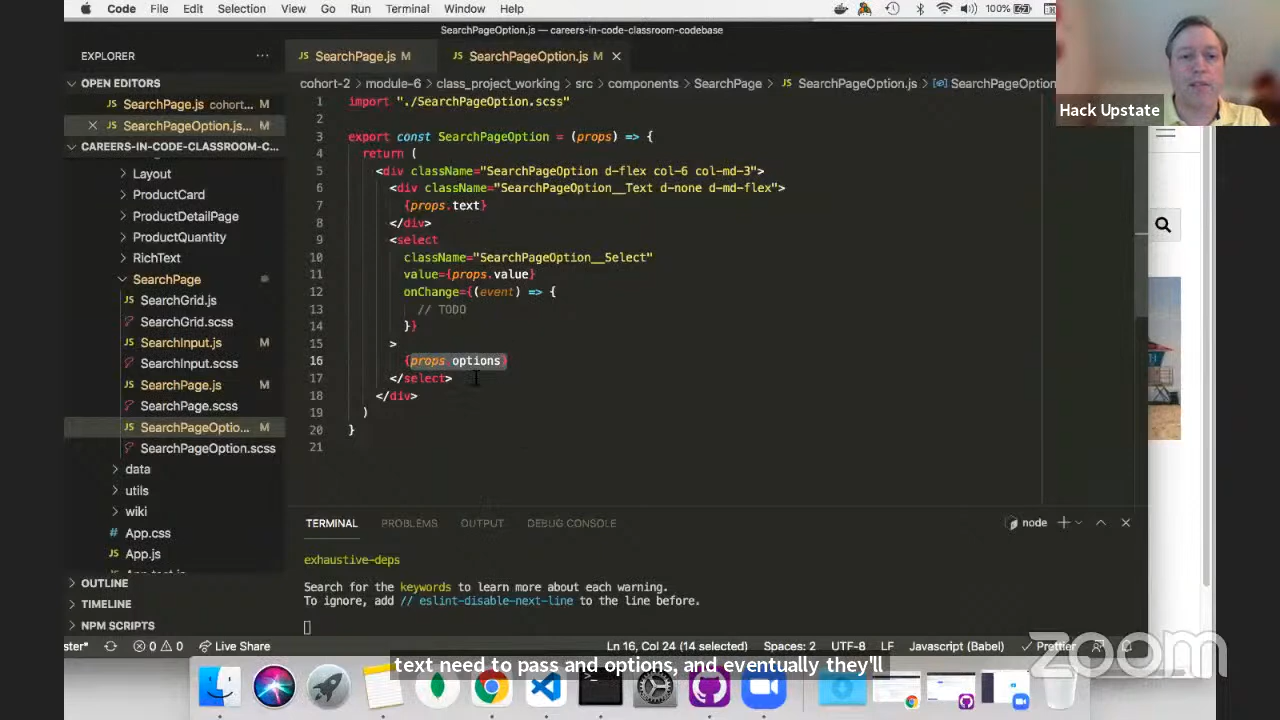 Code File Edit Selection View Go Run Terminal Window Help 100%
SearchPageOption.js — careers-in-code-classroom-codebase
Hack Upstate
EXPLORER
SearchPage.js M
SearchPageOption.js M
OPEN EDITORS
SearchPage.js cohort... M
SearchPageOption.js... M
CAREERS-IN-CODE-CLASSROOM-C...
Layout
ProductCard
ProductDetailPage
ProductQuantity
RichText
SearchPage
SearchGrid.js
SearchGrid.scss
SearchInput.js M
SearchInput.scss
SearchPage.js M
SearchPage.scss
SearchPageOptio... M
SearchPageOption.scss
data
utils
wiki
App.css
App.js
OUTLINE
TIMELINE
NPM SCRIPTS
cohort-2 > module-6 > class_project_working > src > components > SearchPage > SearchPageOption.js > SearchPageOption
1 import "./SearchPageOption.scss"
2
3 export const SearchPageOption = (props) => {
4 return (
5 <div className="SearchPageOption d-flex col-6 col-md-3">
6 <div className="SearchPageOption__Text d-none d-md-flex">
7 {props.text}
8 </div>
9 <select
10 className="SearchPageOption__Select"
11 value={props.value}
12 onChange={(event) => {
13 // TODO
14 }}
15 >
16 {props options}
17 </select>
18 </div>
19 )
20 }
21
TERMINAL PROBLEMS OUTPUT DEBUG CONSOLE
node
exhaustive-deps
Search for the keywords to learn more about each warning.
To ignore, add // eslint-disable-next-line to the line before.
ster* 0 0 Live Share Ln 16, Col 24 (14 selected) Spaces: 2 UTF-8 LF Javascript (Babel) Prettier
text need to pass and options, and eventually they'll
zoom